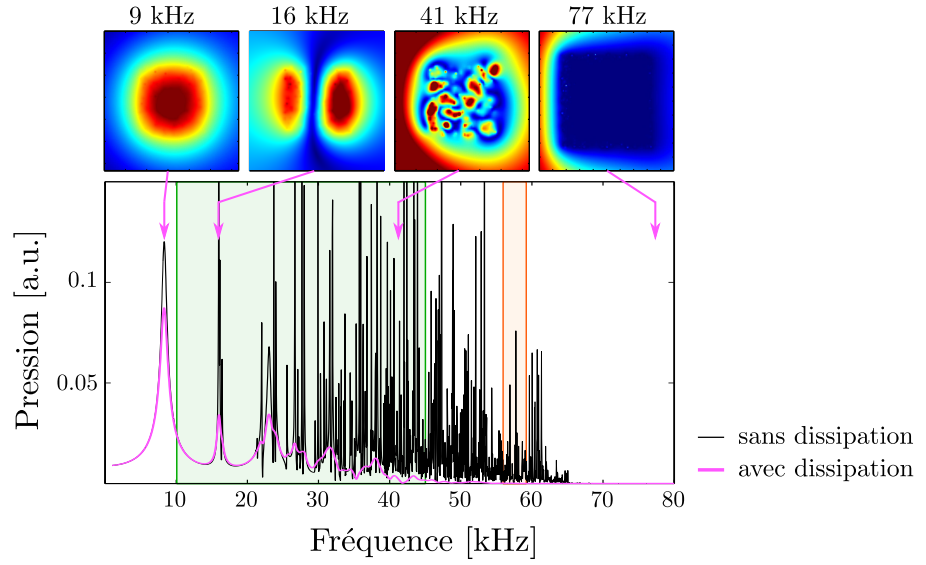 9 kHz 16 kHz 41 kHz 77 kHz
Pression [a.u.]
0.1
0.05
10 20 30 40 50 60 70 80
Fréquence [kHz]
sans dissipation
avec dissipation